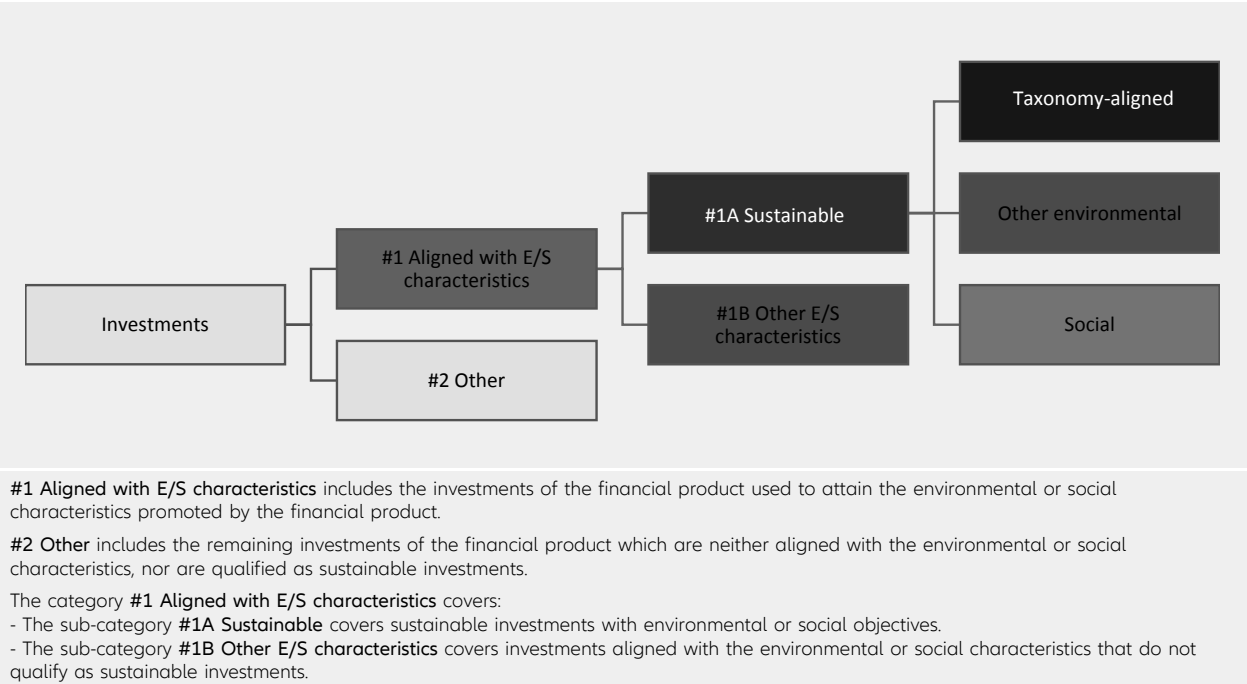 Taxonomy-aligned
#1A Sustainable
Other environmental
#1 Aligned with E/S
characteristics
#1B Other E/S
characteristics
Investments
Social
#2 Other
#1 Aligned with E/S characteristics includes the investments of the financial product used to attain the environmental or social
characteristics promoted by the financial product.
#2 Other includes the remaining investments of the financial product which are neither aligned with the environmental or social
characteristics, nor are qualified as sustainable investments.
The category #1 Aligned with E/S characteristics covers:
- The sub-category #1A Sustainable covers sustainable investments with environmental or social objectives.
- The sub-category #1B Other E/S characteristics covers investments aligned with the environmental or social characteristics that do not
qualify as sustainable investments.